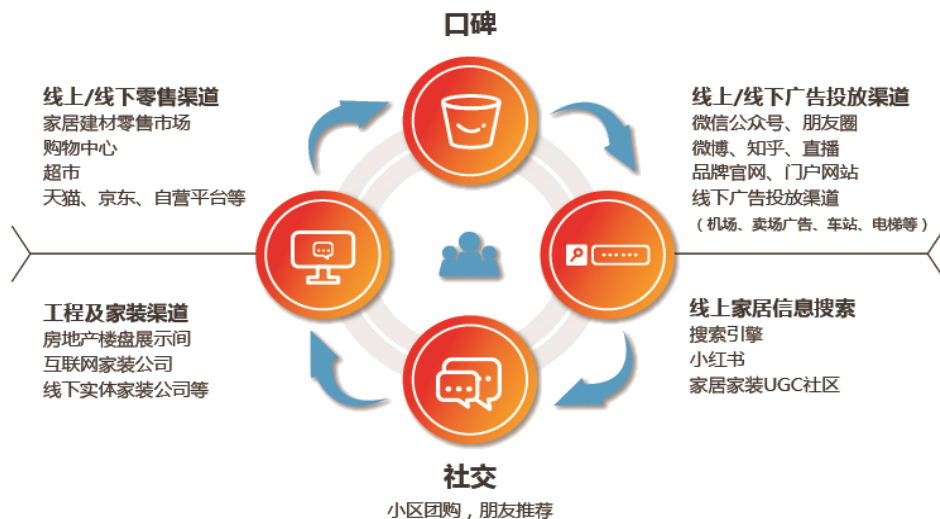 口碑
线上/线下零售渠道
家居建材零售市场
购物中心
超市
天猫、京东、自营平台等
线上/线下广告投放渠道
微信公众号、朋友圈
微博、知乎、直播
品牌官网、门户网站
线下广告投放渠道
（机场、卖场广告、车站、电梯等）
工程及家装渠道
房地产楼盘展示间
互联网家装公司
线下实体家装公司等
线上家居信息搜索
搜索引擎
小红书
家居家装UGC社区
社交
小区团购，朋友推荐